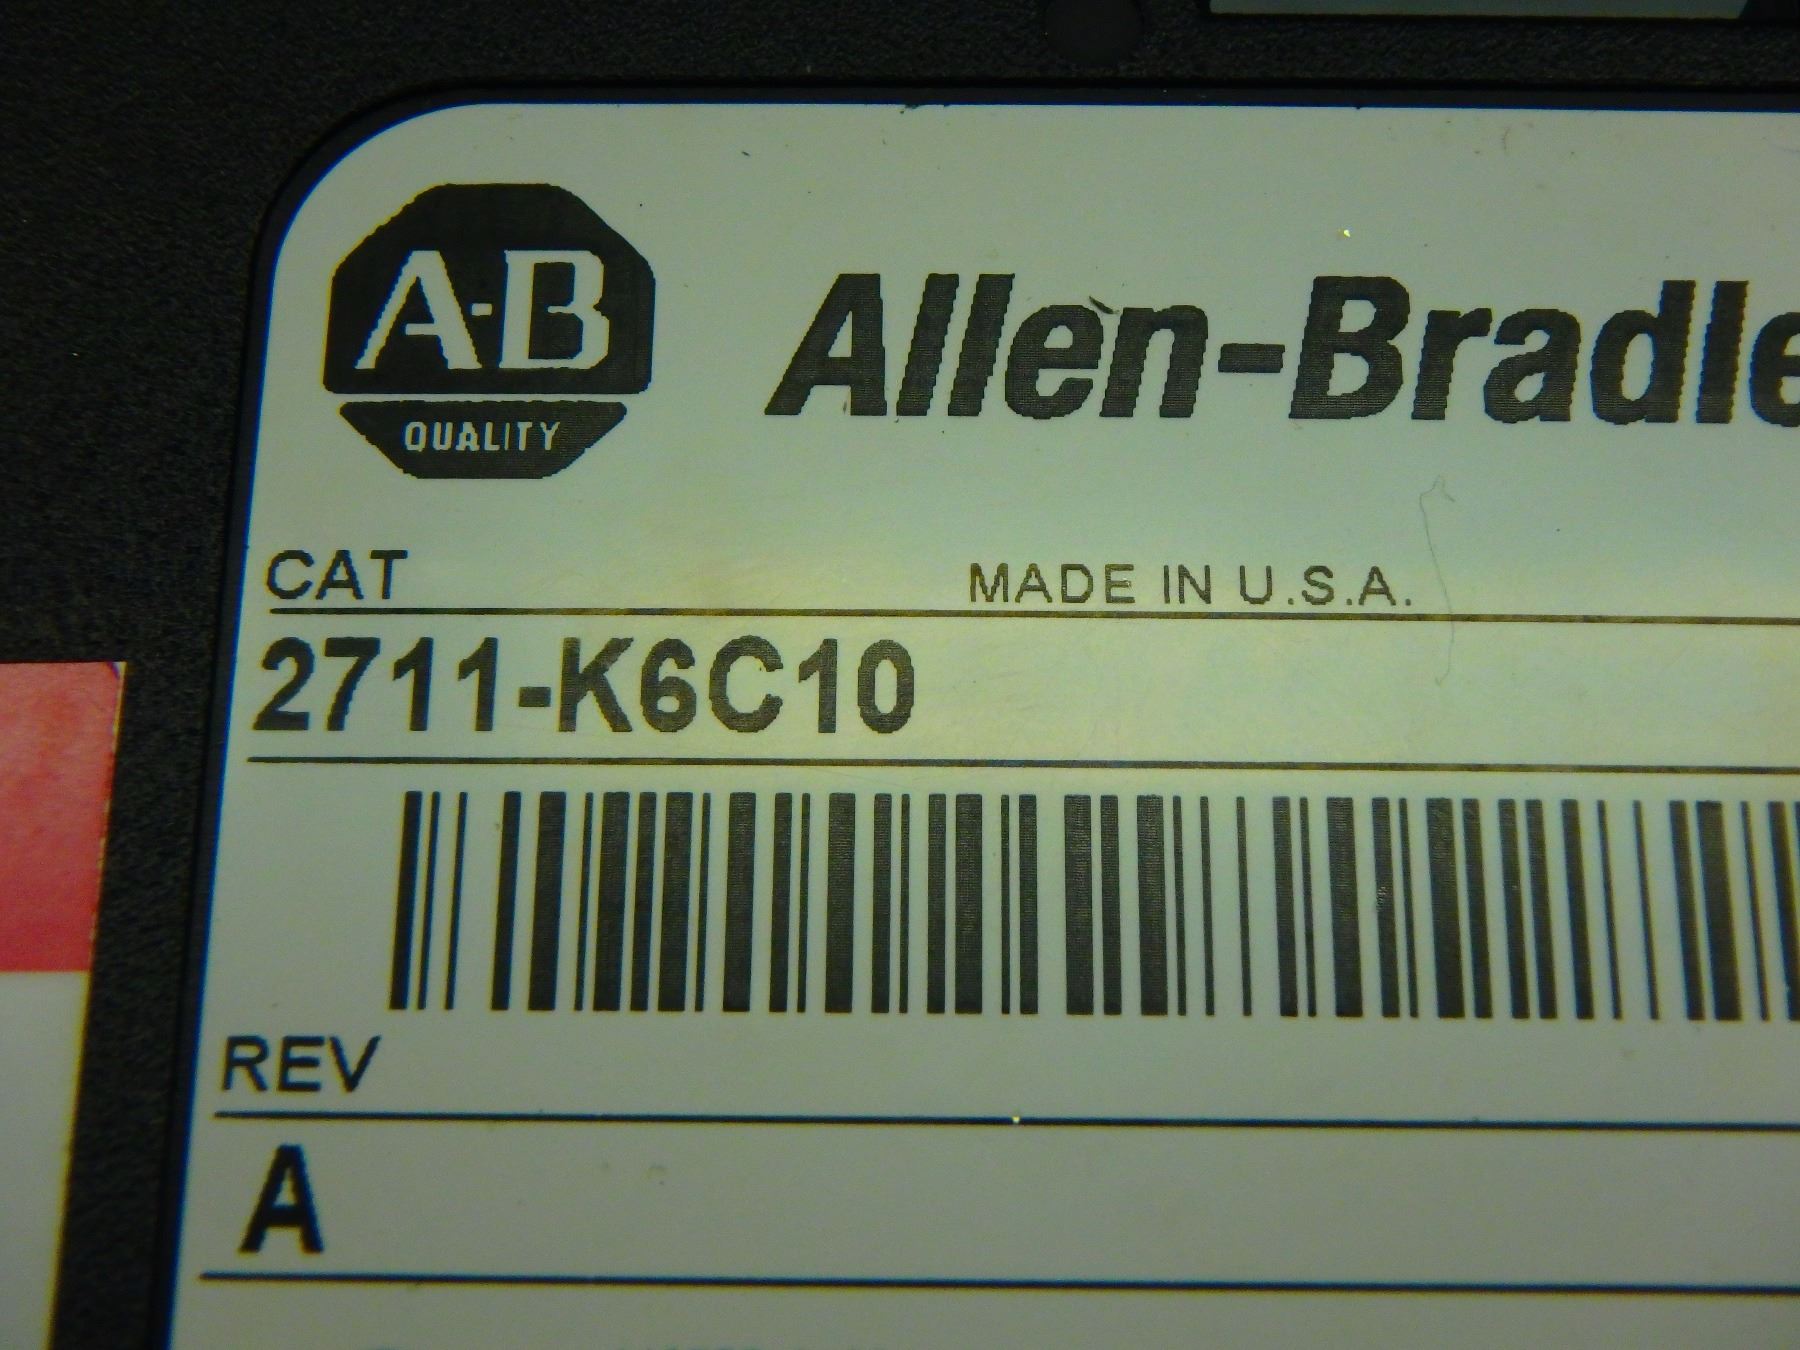 A-B
QUALITY
Allen-Bradle
CAT
MADE IN U.S.A.
2711-K6C10
REV
A